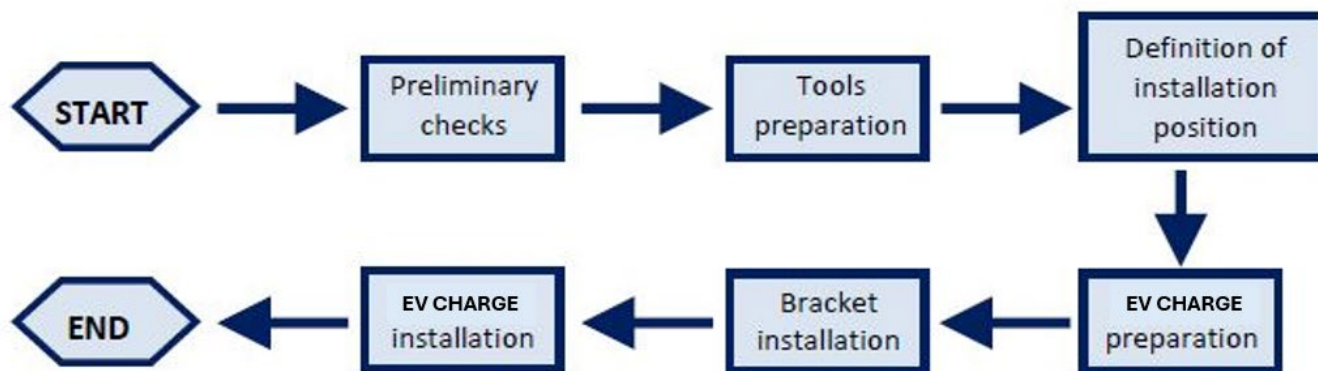 START
Preliminary
checks
Tools
preparation
Definition of
installation
position
EV CHARGE
preparation
Bracket
installation
EV CHARGE
installation
END